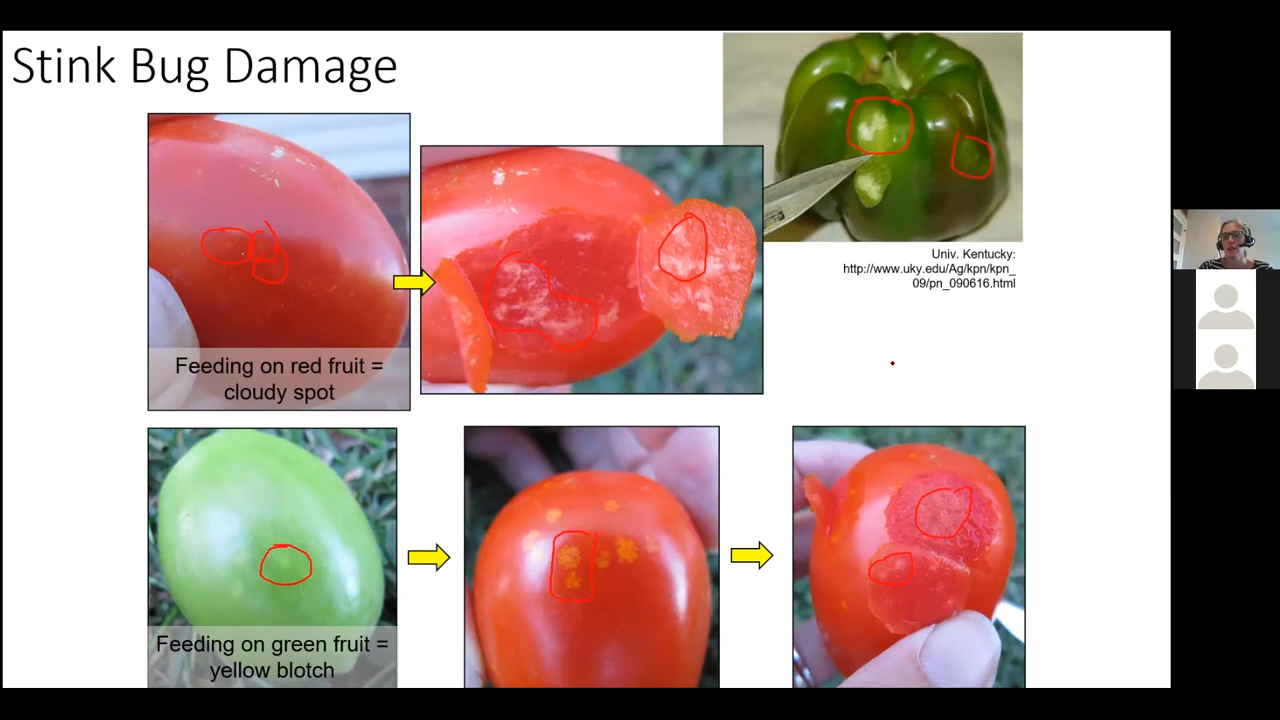 Stink Bug Damage
Univ. Kentucky:
http://www.uky.edu/Ag/kpn/kpn_
09/pn_090616.html
Feeding on red fruit =
cloudy spot
Feeding on green fruit =
yellow blotch